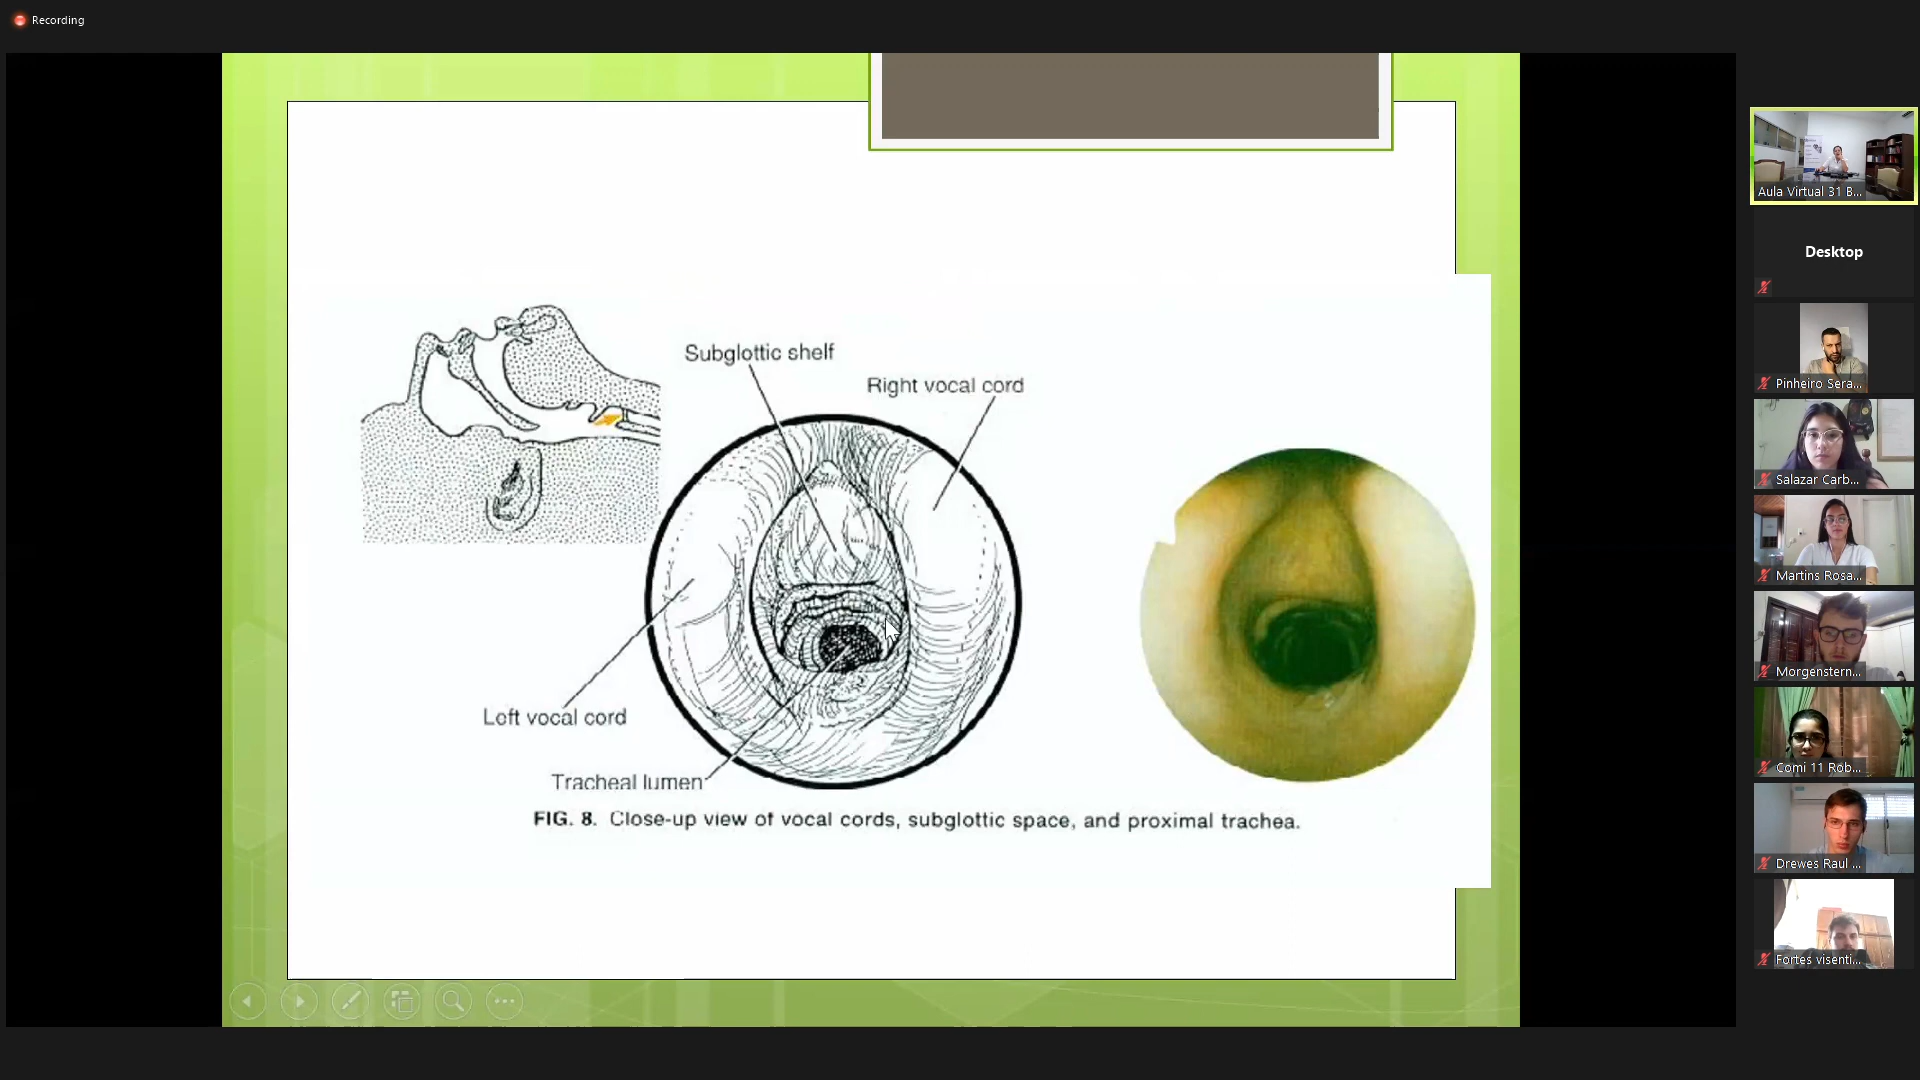 Recording
Subglottic shelf
Right vocal cord
Left vocal cord
Tracheal lumen
FIG. 8. Close-up view of vocal cords, subglottic space, and proximal trachea.
Aula Virtual 31 B...
Desktop
Pinheiro Sera...
Salazar Carb...
Martins Rosa...
Morgenstern...
Comi 11 Rob...
Drewes Raul ...
Fortes visenti...